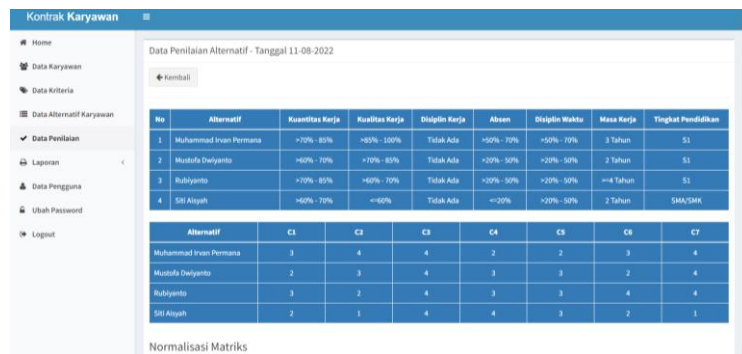 Kontrak Karyawan
Home
Data Karyawan
Data Kriteria
Data Alternatif Karyawan
Data Penilaian
Laporan
Data Pengguna
Ubah Password
Logout
Data Penilaian Alternatif - Tanggal 11-08-2022
Kembali
No Alternatif Kuantitas Kerja Kualitas Kerja Disiplin Kerja Absen Disiplin Waktu Masa Kerja Tingkat Pendidikan
1 Muhammad Irvan Permana >70% - 85% >85% - 100% Tidak Ada >50% - 70% >50% - 70% 3 Tahun S1
2 Mustofa Dwiyanto >60% - 70% >70% - 85% Tidak Ada >20% - 50% >20% - 50% 2 Tahun S1
3 Rubiyanto >70% - 85% >60% - 70% Tidak Ada >20% - 50% >20% - 50% >=4 Tahun S1
4 Siti Aisyah >60% - 70% <=60% Tidak Ada <=20% >20% - 50% 2 Tahun SMA/SMK
Alternatif C1 C2 C3 C4 C5 C6 C7
Muhammad Irvan Permana 3 4 4 2 2 3 4
Mustofa Dwiyanto 2 3 4 3 3 2 4
Rubiyanto 3 2 4 3 3 4 4
Siti Aisyah 2 1 4 4 3 2 1
Normalisasi Matriks